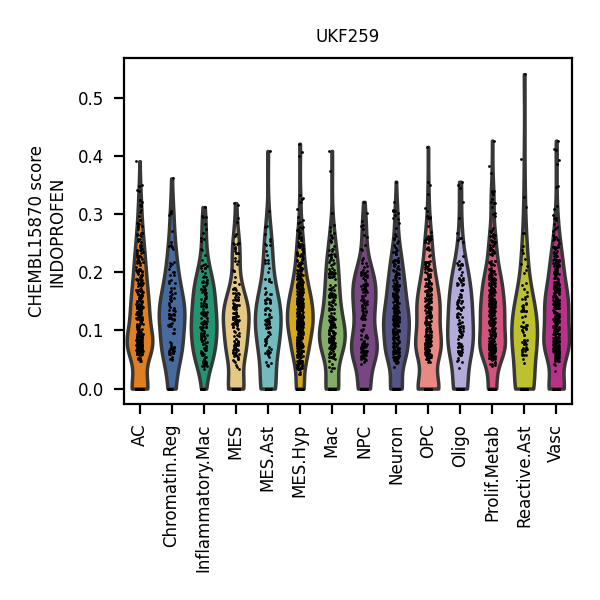 UKF259
CHEMBL15870 score
INDOPROFEN
0.5
0.4
0.3
0.2
0.1
0.0
AC
Chromatin.Reg
Inflammatory.Mac
MES
MES.Ast
MES.Hyp
Mac
NPC
Neuron
OPC
Oligo
Prolif.Metab
Reactive.Ast
Vasc